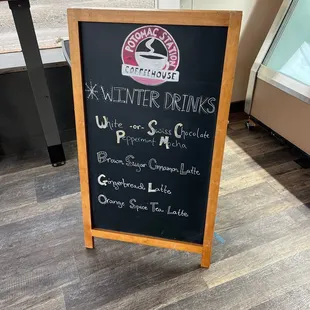 POTOMAC STATION
COFFEEHOUSE
*WINTER DRINKS
White -or- Swiss Chocolate
Peppermint Mocha
Brown Sugar Cinnamon Latte
Gingerbread Latte
Orange Spice Tea Latte